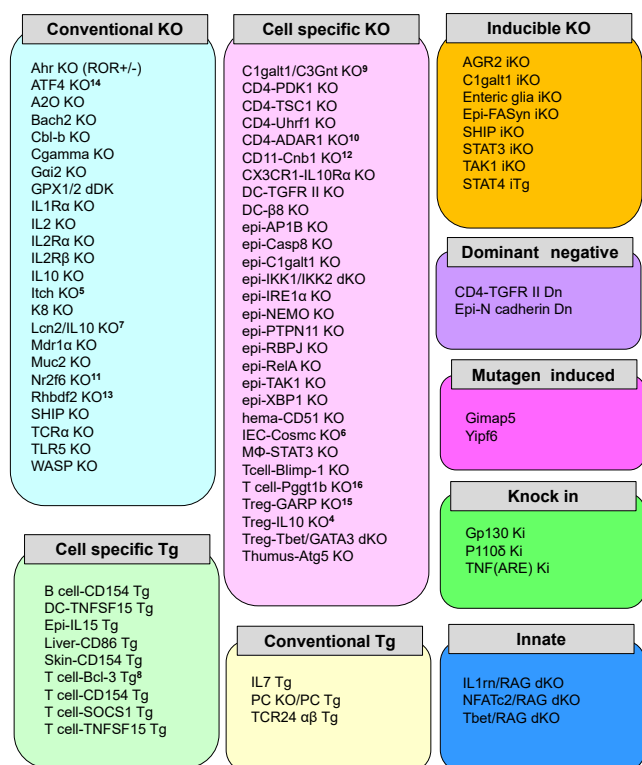 Conventional KO
Ahr KO (ROR+/-)
ATF4 KO¹⁴
A2O KO
Bach2 KO
Cbl-b KO
Cgamma KO
Gαi2 KO
GPX1/2 dDK
IL1Rα KO
IL2 KO
IL2Rα KO
IL2Rβ KO
IL10 KO
Itch KO⁵
K8 KO
Lcn2/IL10 KO⁷
Mdr1α KO
Muc2 KO
Nr2f6 KO¹¹
Rhbdf2 KO¹³
SHIP KO
TCRα KO
TLR5 KO
WASP KO
Cell specific KO
C1galt1/C3Gnt KO⁹
CD4-PDK1 KO
CD4-TSC1 KO
CD4-Uhrf1 KO
CD4-ADAR1 KO¹⁰
CD11-Cnb1 KO¹²
CX3CR1-IL10Rα KO
DC-TGFR II KO
DC-β8 KO
epi-AP1B KO
epi-Casp8 KO
epi-C1galt1 KO
epi-IKK1/IKK2 dKO
epi-IRE1α KO
epi-NEMO KO
epi-PTPN11 KO
epi-RBPJ KO
epi-RelA KO
epi-TAK1 KO
epi-XBP1 KO
hema-CD51 KO
IEC-Cosmc KO⁶
MΦ-STAT3 KO
Tcell-Blimp-1 KO
T cell-Pggt1b KO¹⁶
Treg-GARP KO¹⁵
Treg-IL10 KO⁴
Treg-Tbet/GATA3 dKO
Thumus-Atg5 KO
Inducible KO
AGR2 iKO
C1galt1 iKO
Enteric glia iKO
Epi-FASyn iKO
SHIP iKO
STAT3 iKO
TAK1 iKO
STAT4 iTg
Dominant negative
CD4-TGFR II Dn
Epi-N cadherin Dn
Mutagen induced
Gimap5
Yipf6
Knock in
Gp130 Ki
P110δ Ki
TNF(ARE) Ki
Cell specific Tg
B cell-CD154 Tg
DC-TNFSF15 Tg
Epi-IL15 Tg
Liver-CD86 Tg
Skin-CD154 Tg
T cell-Bcl-3 Tg⁸
T cell-CD154 Tg
T cell-SOCS1 Tg
T cell-TNFSF15 Tg
Conventional Tg
IL7 Tg
PC KO/PC Tg
TCR24 αβ Tg
Innate
IL1rn/RAG dKO
NFATc2/RAG dKO
Tbet/RAG dKO